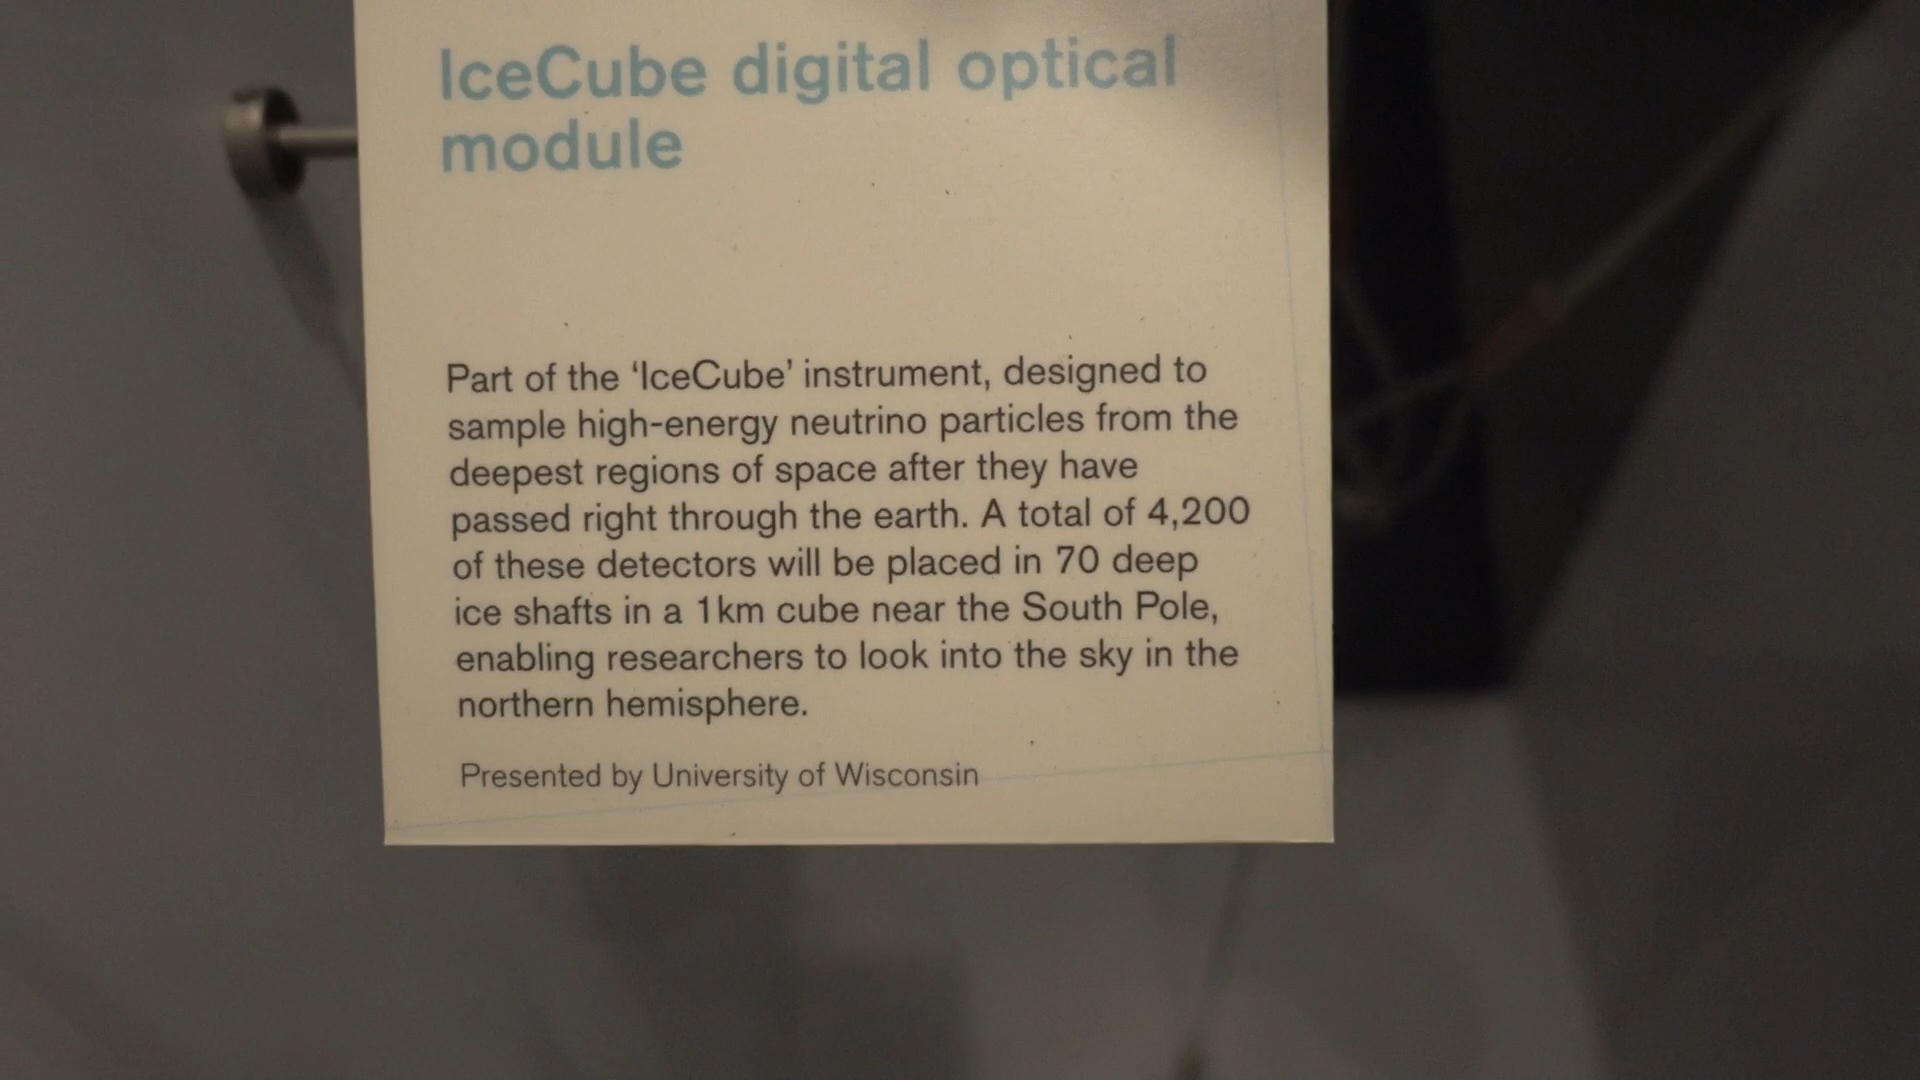 IceCube digital optical
module
Part of the ‘IceCube’ instrument, designed to
sample high-energy neutrino particles from the
deepest regions of space after they have
passed right through the earth. A total of 4,200
of these detectors will be placed in 70 deep
ice shafts in a 1km cube near the South Pole,
enabling researchers to look into the sky in the
northern hemisphere.
Presented by University of Wisconsin